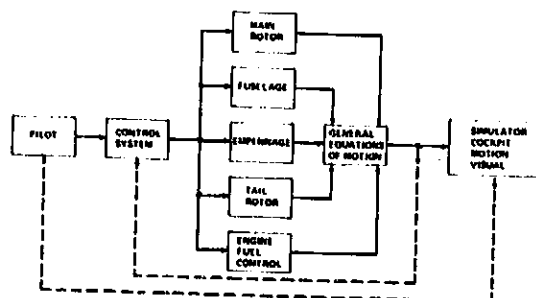 MAIN
ROTOR
FUSELAGE
PILOT
CONTROL
SYSTEM
EMPENNAGE
GENERAL
EQUATIONS
OF MOTION
SIMULATOR
COCKPIT
MOTION
VISUAL
TAIL
ROTOR
ENGINE
FUEL
CONTROL